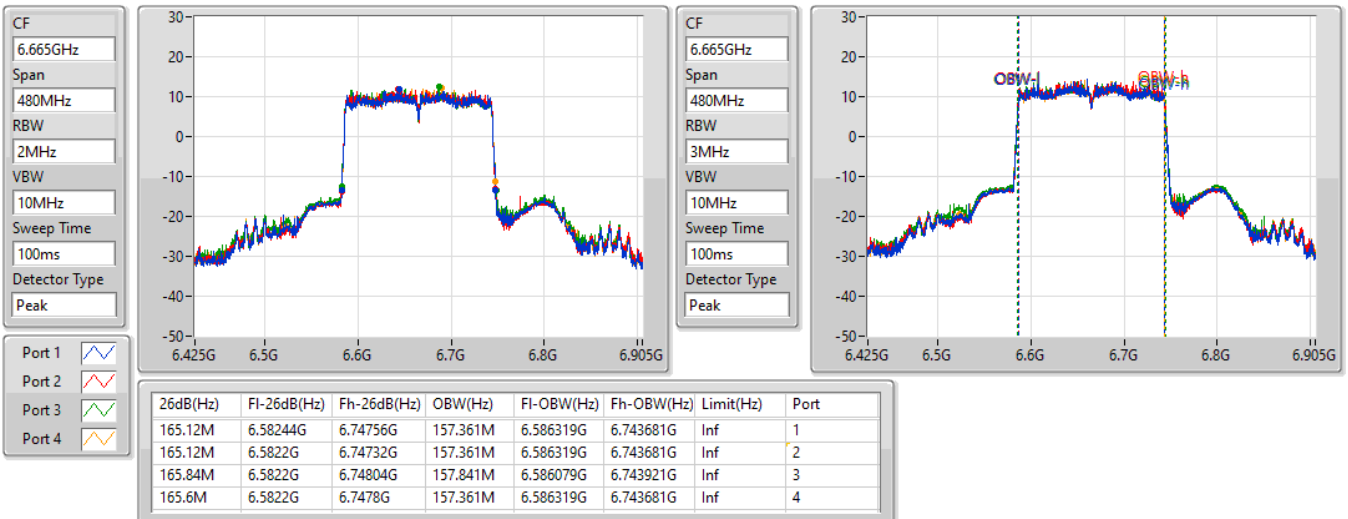 CF
6.665GHz
Span
480MHz
RBW
2MHz
VBW
10MHz
Sweep Time
100ms
Detector Type
Peak
30
20
10
0
-10
-20
-30
-40
-50
6.425G 6.5G 6.6G 6.7G 6.8G 6.905G
CF
6.665GHz
Span
480MHz
RBW
3MHz
VBW
10MHz
Sweep Time
100ms
Detector Type
Peak
30
20
10
0
-10
-20
-30
-40
-50
OBW-l
OBW-h
OBW-h
6.425G 6.5G 6.6G 6.7G 6.8G 6.905G
Port 1
Port 2
Port 3
Port 4
26dB(Hz) Fl-26dB(Hz) Fh-26dB(Hz) OBW(Hz) Fl-OBW(Hz) Fh-OBW(Hz) Limit(Hz) Port
165.12M 6.58244G 6.74756G 157.361M 6.586319G 6.743681G Inf 1
165.12M 6.5822G 6.74732G 157.361M 6.586319G 6.743681G Inf 2
165.84M 6.5822G 6.74804G 157.841M 6.586079G 6.743921G Inf 3
165.6M 6.5822G 6.7478G 157.361M 6.586319G 6.743681G Inf 4